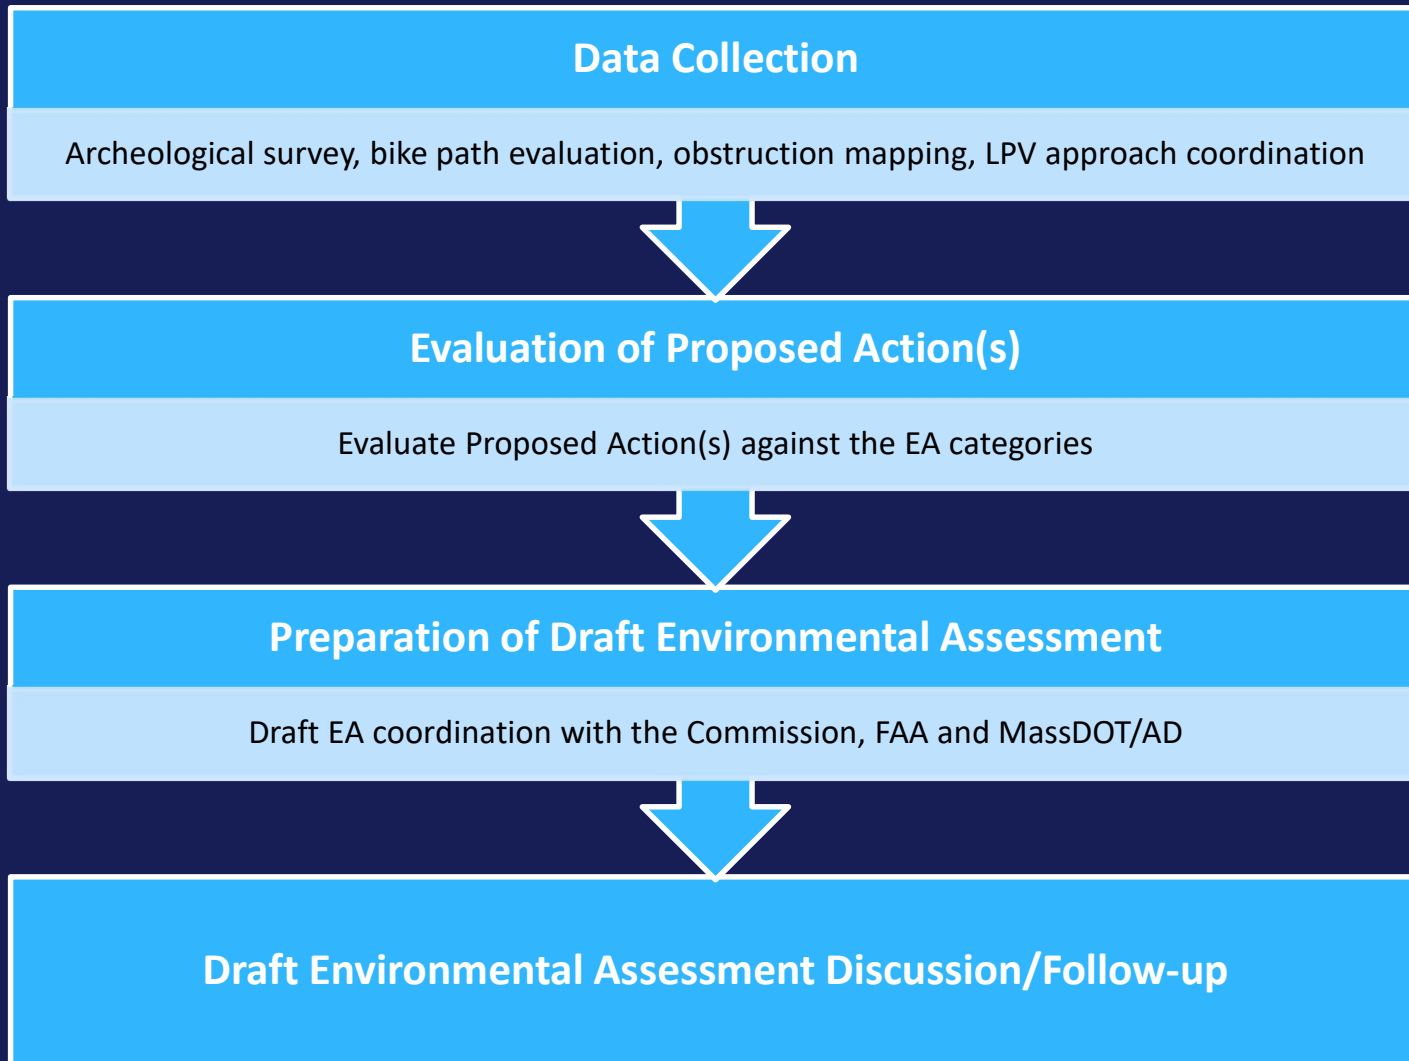 Data Collection
Archeological survey, bike path evaluation, obstruction mapping, LPV approach coordination
Evaluation of Proposed Action(s)
Evaluate Proposed Action(s) against the EA categories
Preparation of Draft Environmental Assessment
Draft EA coordination with the Commission, FAA and MassDOT/AD
Draft Environmental Assessment Discussion/Follow-up